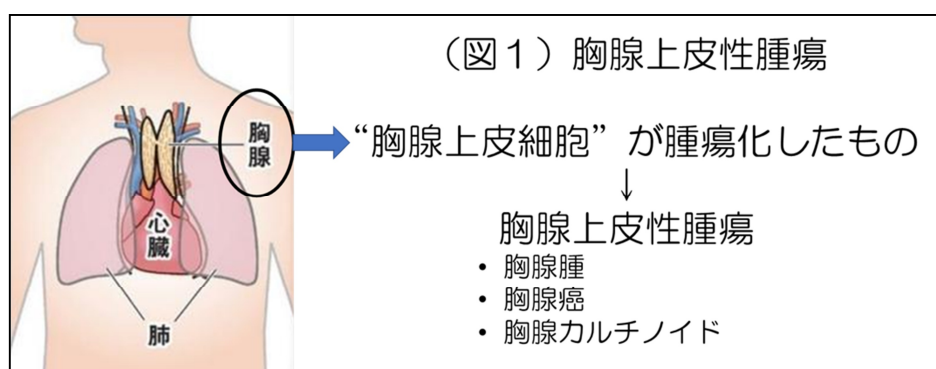 （図１）胸腺上皮性腫瘍
胸腺
“胸腺上皮細胞”が腫瘍化したもの
↓
胸腺上皮性腫瘍
• 胸腺腫
• 胸腺癌
• 胸腺カルチノイド
心臓
肺